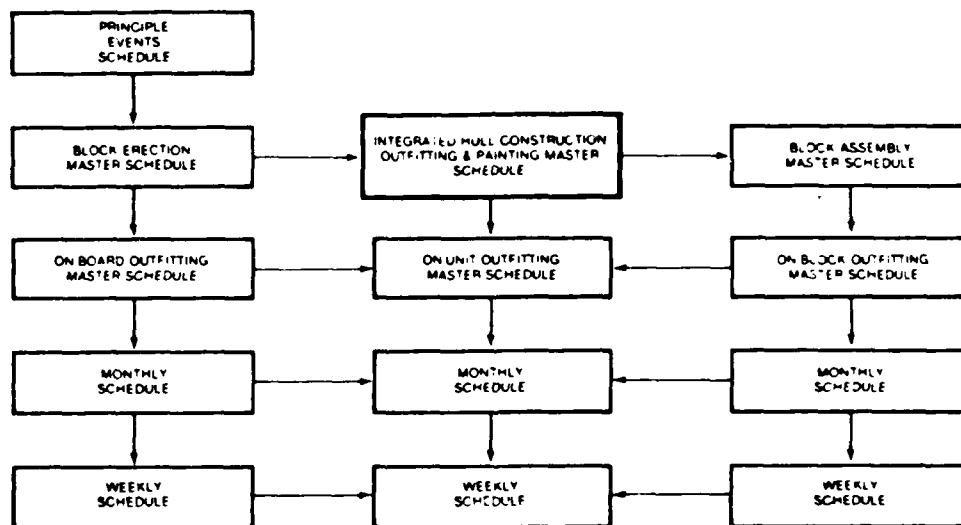 PRINCIPLE
EVENTS
SCHEDULE
BLOCK ERECTION
MASTER SCHEDULE
INTEGRATED HULL CONSTRUCTION
OUTFITTING & PAINTING MASTER
SCHEDULE
BLOCK ASSEMBLY
MASTER SCHEDULE
ON BOARD OUTFITTING
MASTER SCHEDULE
ON UNIT OUTFITTING
MASTER SCHEDULE
ON BLOCK OUTFITTING
MASTER SCHEDULE
MONTHLY
SCHEDULE
MONTHLY
SCHEDULE
MONTHLY
SCHEDULE
WEEKLY
SCHEDULE
WEEKLY
SCHEDULE
WEEKLY
SCHEDULE